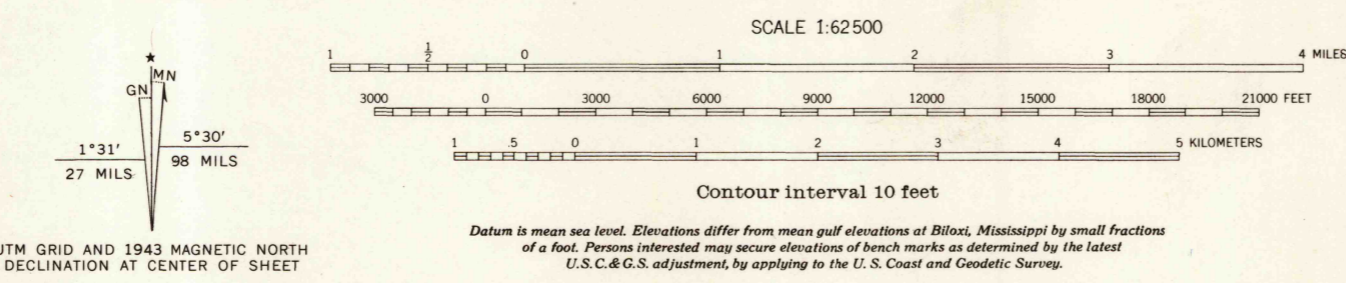 SCALE 1:62500
1 ½ 0 1 2 3 4 MILES
3000 0 3000 6000 9000 12000 15000 18000 21000 FEET
1 .5 0 1 2 3 4 5 KILOMETERS
Contour interval 10 feet
Datum is mean sea level. Elevations differ from mean gulf elevations at Biloxi, Mississippi by small fractions
of a foot. Persons interested may secure elevations of bench marks as determined by the latest
U.S.C.& G.S. adjustment, by applying to the U. S. Coast and Geodetic Survey.
★
MN
GN
1°31′
27 MILS
5°30′
98 MILS
UTM GRID AND 1943 MAGNETIC NORTH
DECLINATION AT CENTER OF SHEET